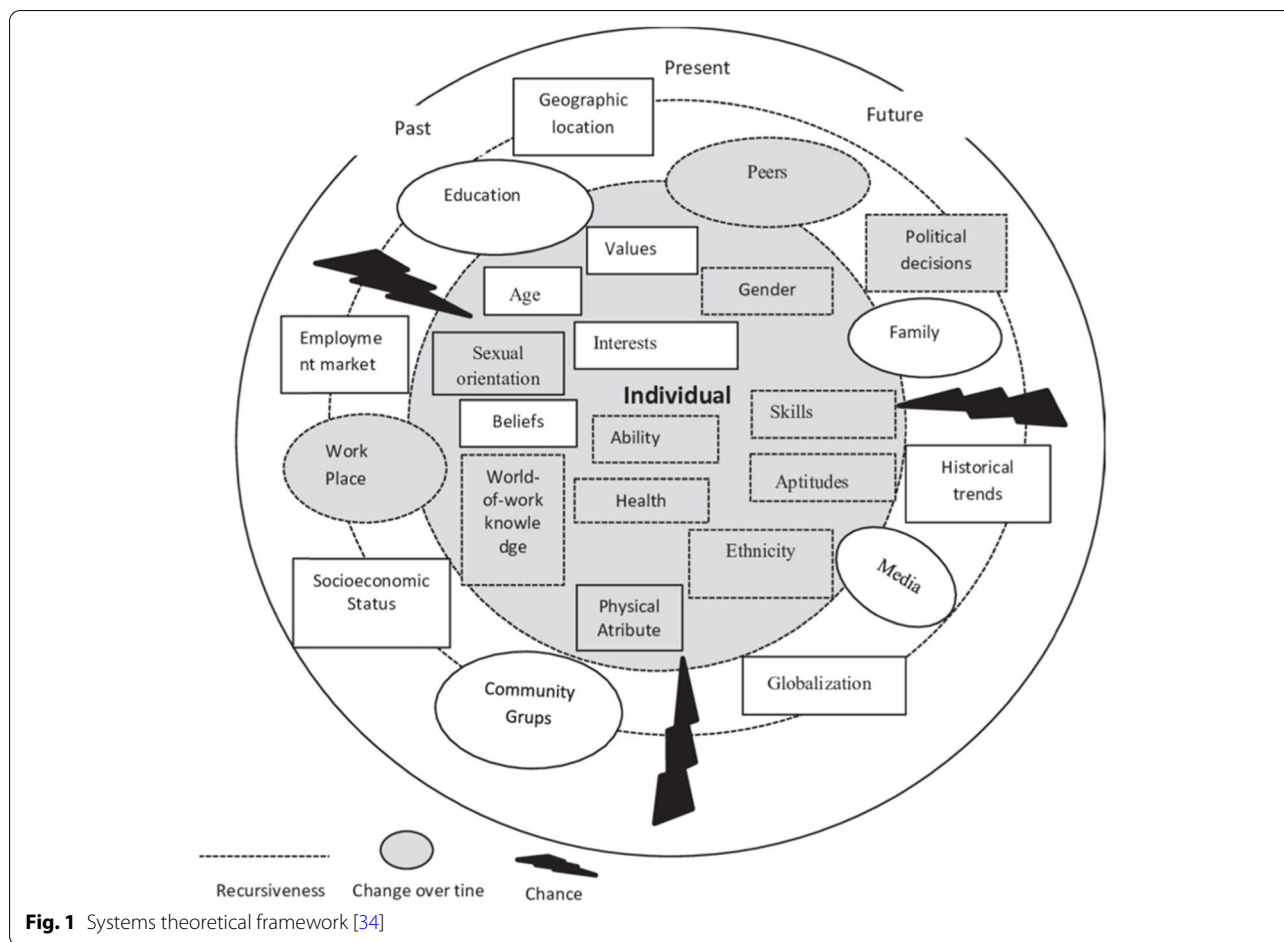 Present
Geographic
location
Future
Past
Peers
Education
Political
decisions
Values
Gender
Age
Family
Employme
nt market
Interests
Sexual
orientation
Individual
Skills
Beliefs
Ability
Work
Place
Historical
trends
World-
of-work
knowle
dge
Aptitudes
Health
Ethnicity
Media
Socioeconomic
Status
Physical
Atribute
Globalization
Community
Grups
Recursiveness
Change over tine
Chance
Fig. 1 Systems theoretical framework [34]